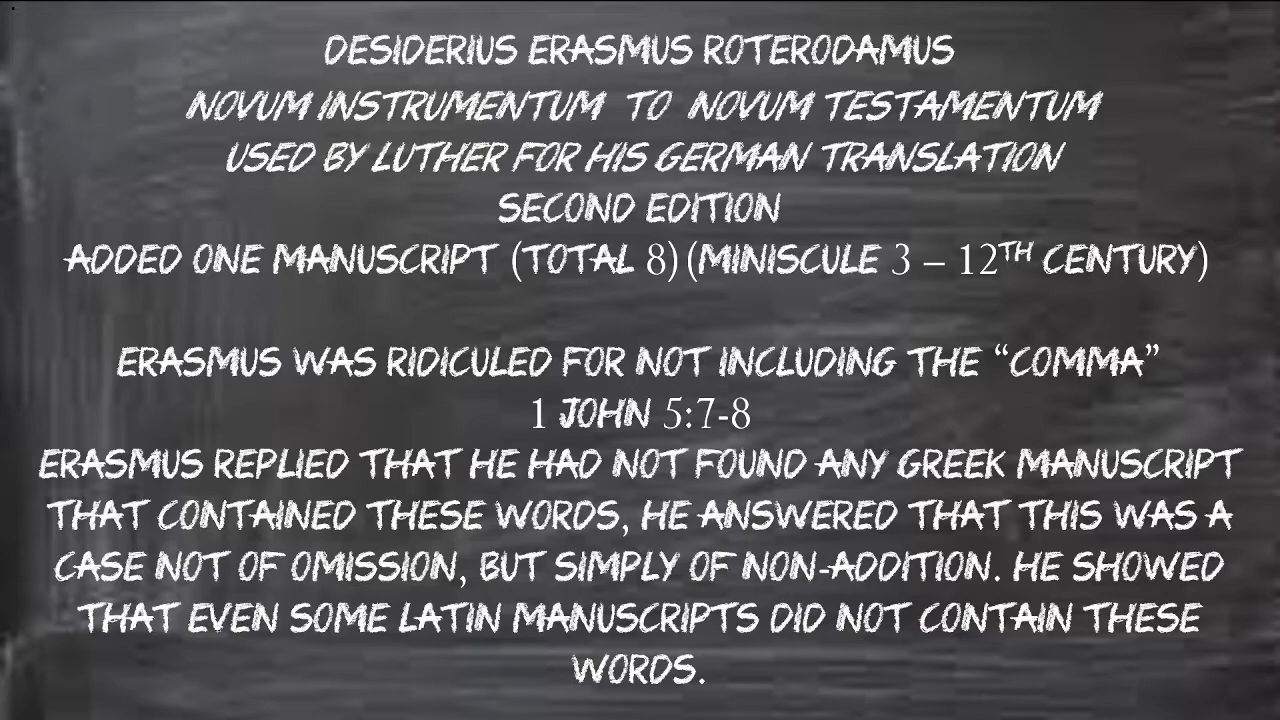 DESIDERIUS ERASMUS ROTERODAMUS
NOVUM INSTRUMENTUM TO NOVUM TESTAMENTUM
USED BY LUTHER FOR HIS GERMAN TRANSLATION
SECOND EDITION
ADDED ONE MANUSCRIPT (TOTAL 8)(MINISCULE 3 – 12TH CENTURY)
ERASMUS WAS RIDICULED FOR NOT INCLUDING THE “COMMA”
1 JOHN 5:7-8
ERASMUS REPLIED THAT HE HAD NOT FOUND ANY GREEK MANUSCRIPT
THAT CONTAINED THESE WORDS, HE ANSWERED THAT THIS WAS A
CASE NOT OF OMISSION, BUT SIMPLY OF NON-ADDITION. HE SHOWED
THAT EVEN SOME LATIN MANUSCRIPTS DID NOT CONTAIN THESE
WORDS.